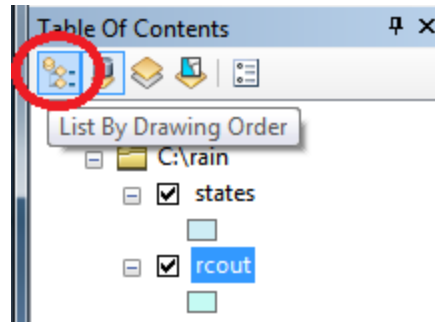 Table Of Contents
List By Drawing Order
C:\rain
states
rcout